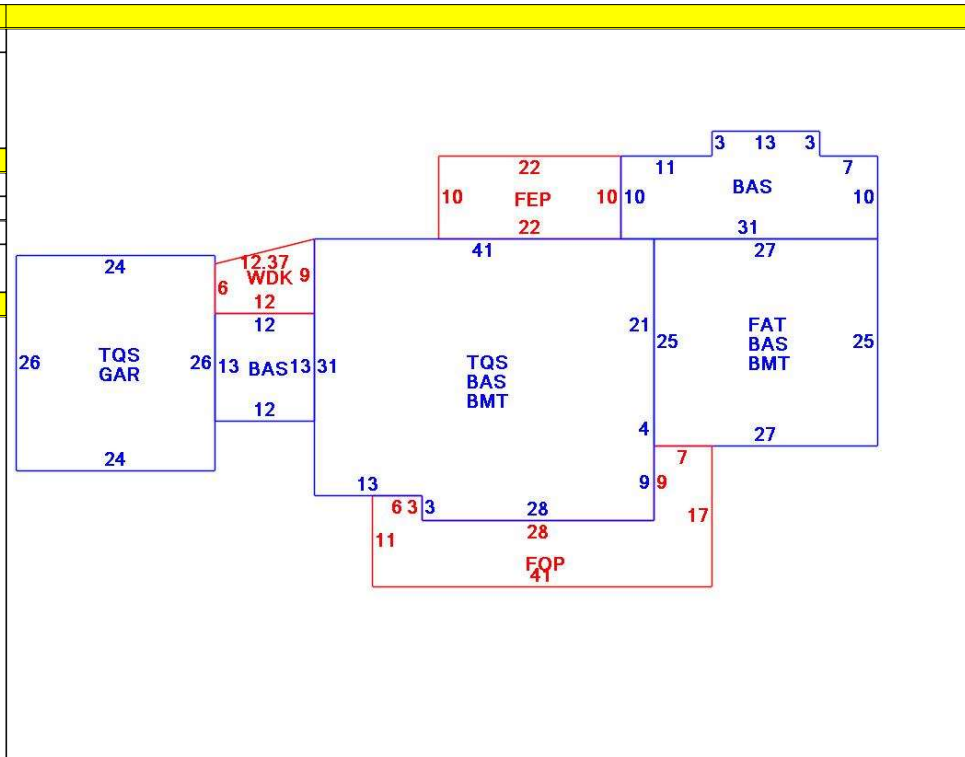 3 13 3
22 11 7
10 FEP 10 10 BAS 10
22 31
41 27
24 12.37
WDK 9
6
12
12 21 FAT
26 TQS 26 13 BAS 13 31 TQS 25 BAS 25
GAR BAS BMT
BMT
12 4
24 27
7
13 9 9
6 3 3 28 17
11 28
FOP
41